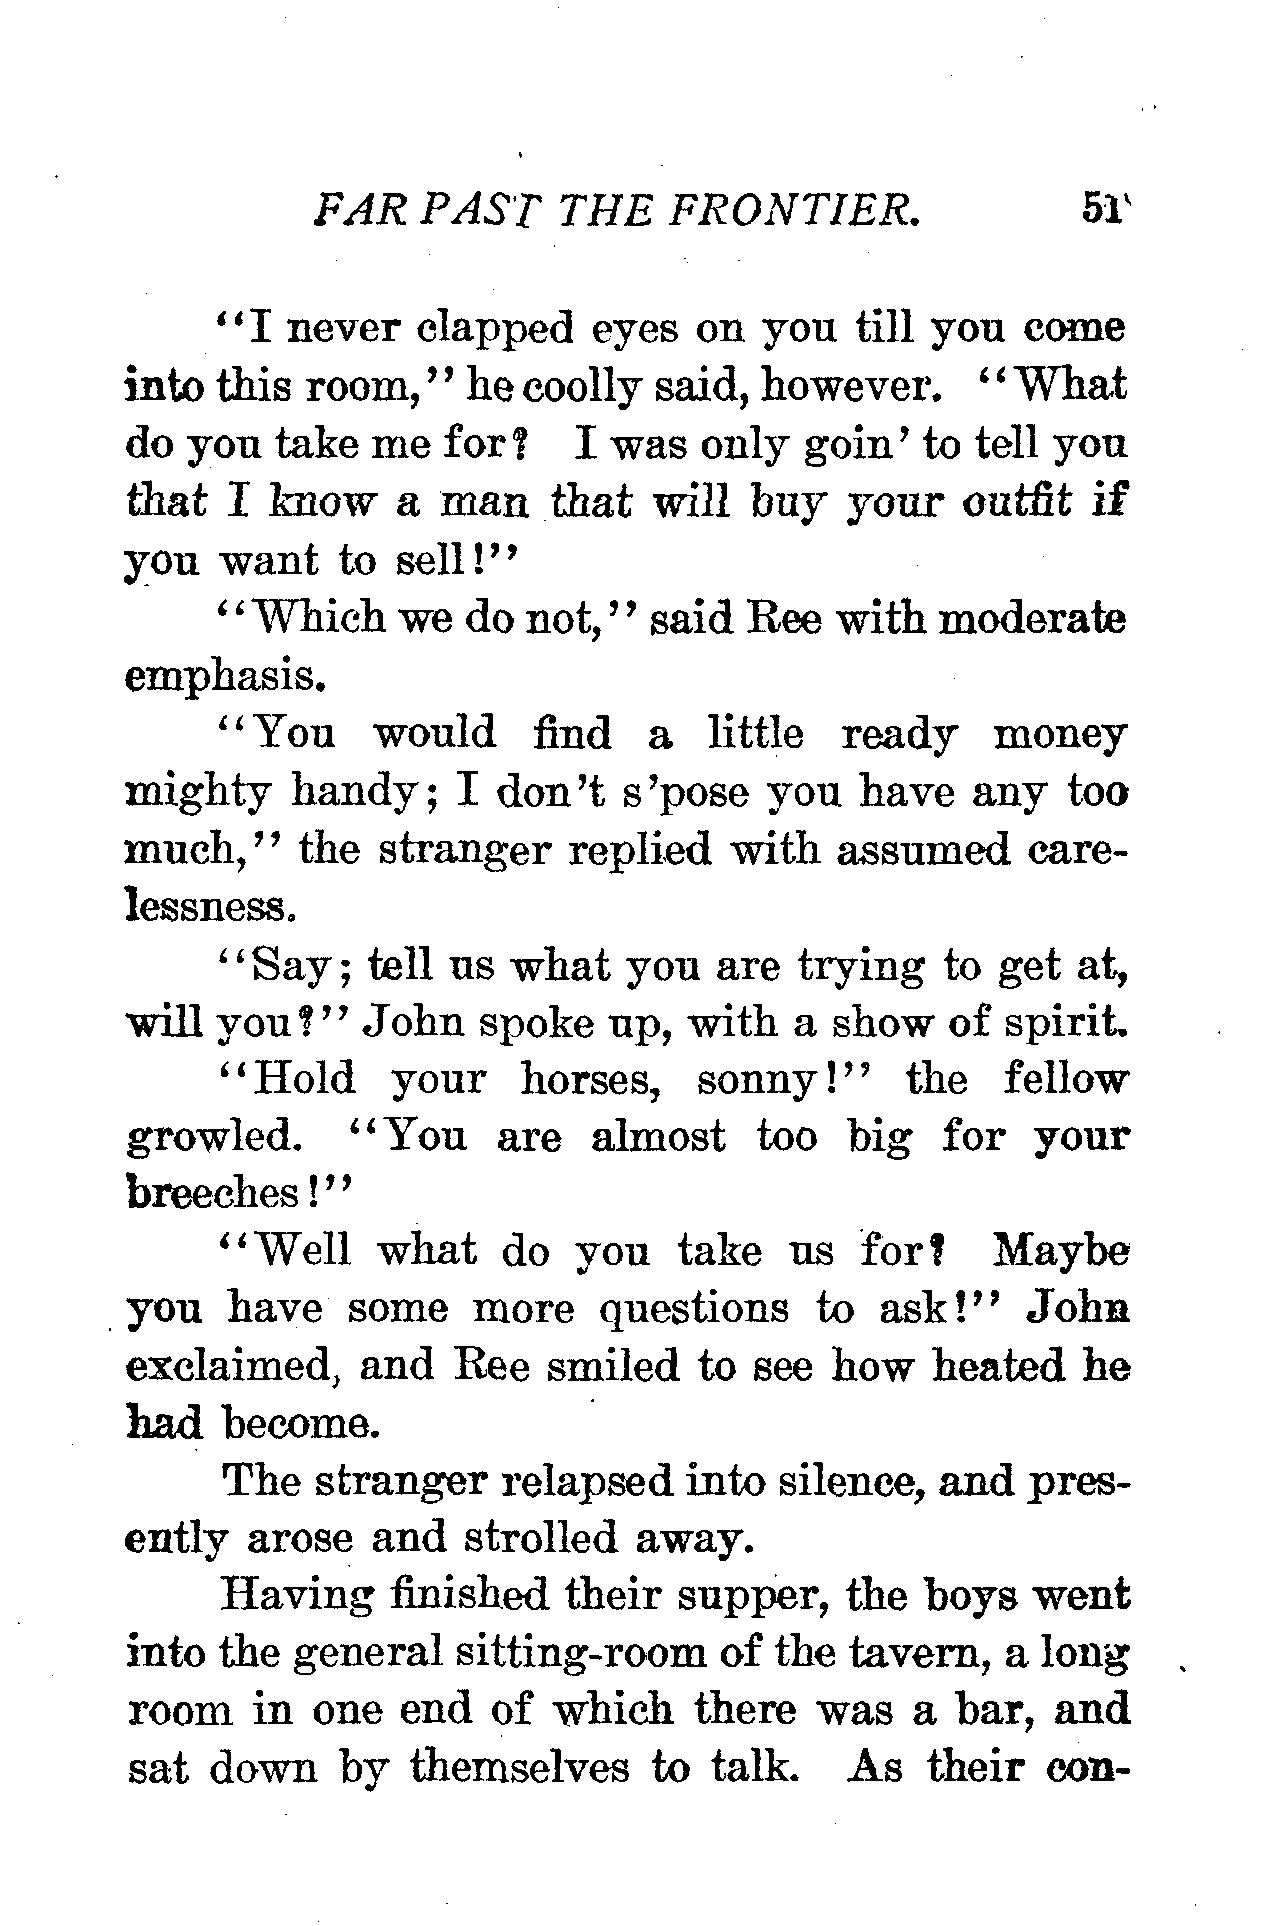 FAR PAST THE FRONTIER. 51
"I never clapped eyes on you till you come
into this room," he coolly said, however. "What
do you take me for? I was only goin' to tell you
that I know a man that will buy your outfit if
you want to sell!"
"Which we do not," said Ree with moderate
emphasis.
"You would find a little ready money
mighty handy; I don't s'pose you have any too
much," the stranger replied with assumed care-
lessness.
"Say; tell us what you are trying to get at,
will you?" John spoke up, with a show of spirit.
"Hold your horses, sonny!" the fellow
growled. "You are almost too big for your
breeches!"
"Well what do you take us for? Maybe
you have some more questions to ask!" John
exclaimed, and Ree smiled to see how heated he
had become.
The stranger relapsed into silence, and pres-
ently arose and strolled away.
Having finished their supper, the boys went
into the general sitting-room of the tavern, a long
room in one end of which there was a bar, and
sat down by themselves to talk. As their con-